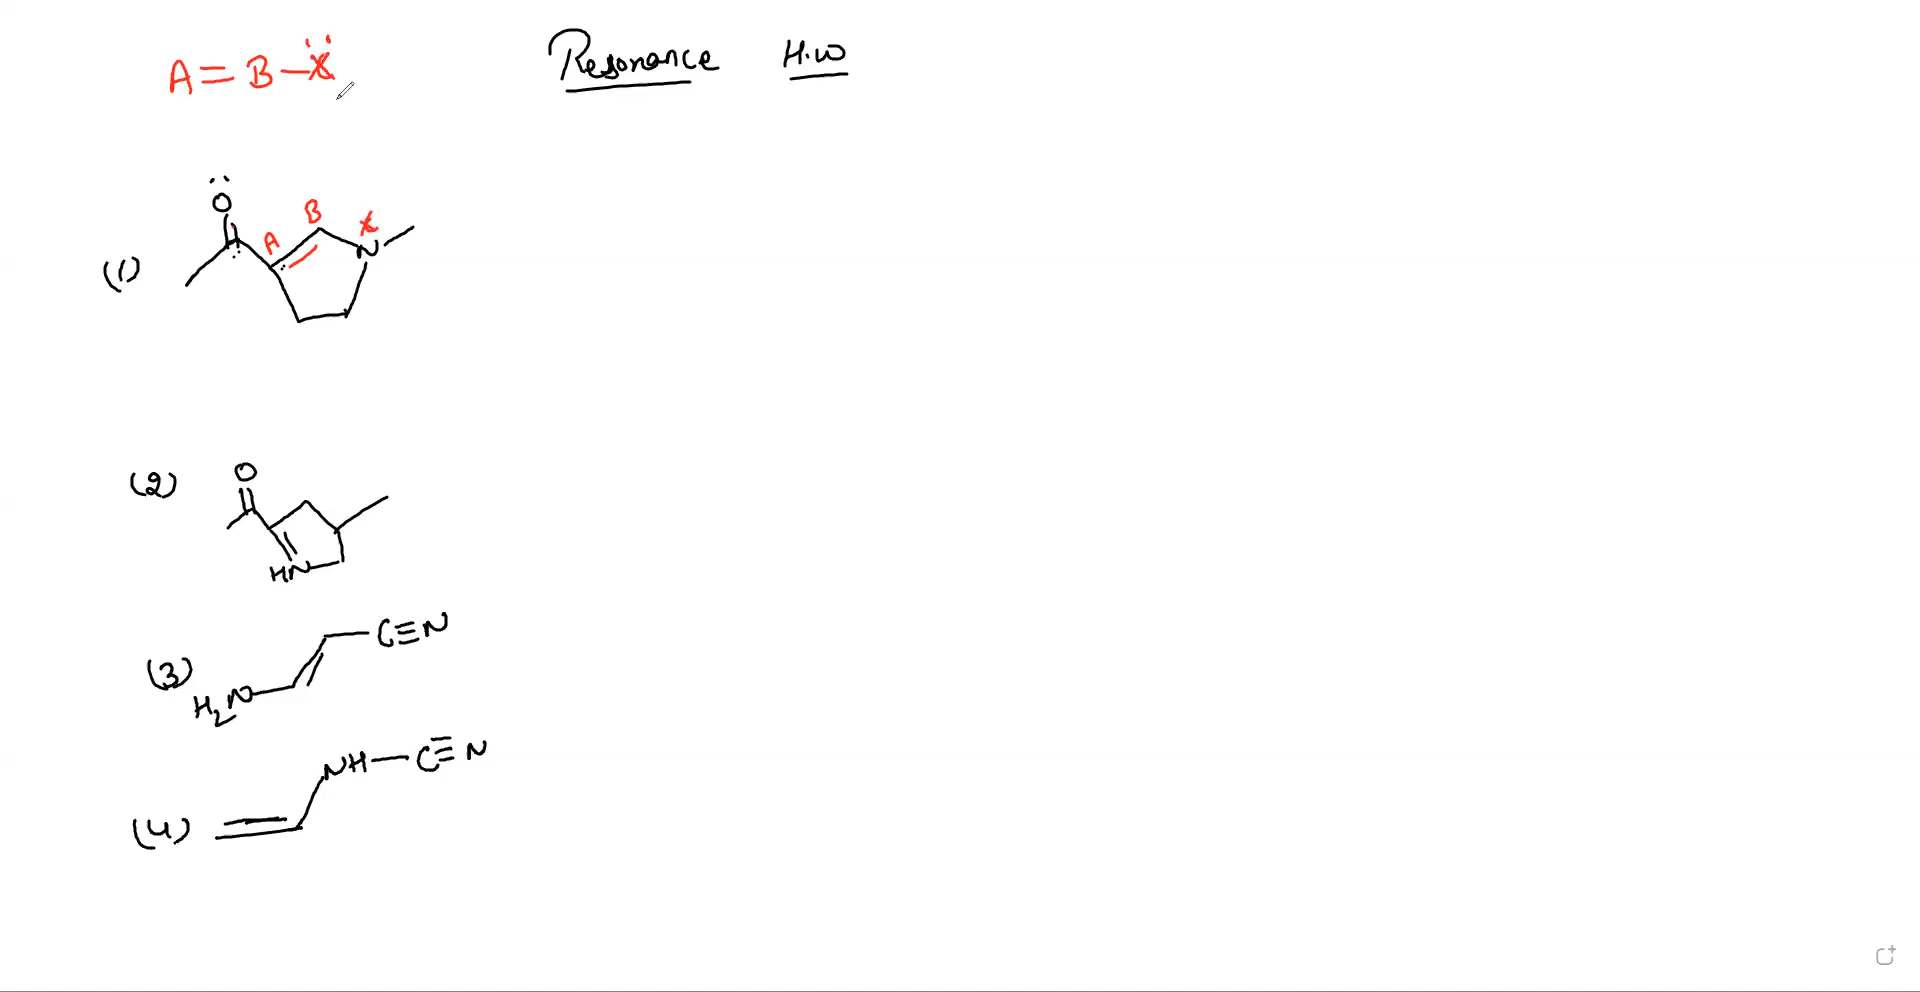 A=B-Ẍ
Resonance H.W
(1) Ö A B X N
(2) O HN
(3) H₂N C≡N
(4) NH-C≡N